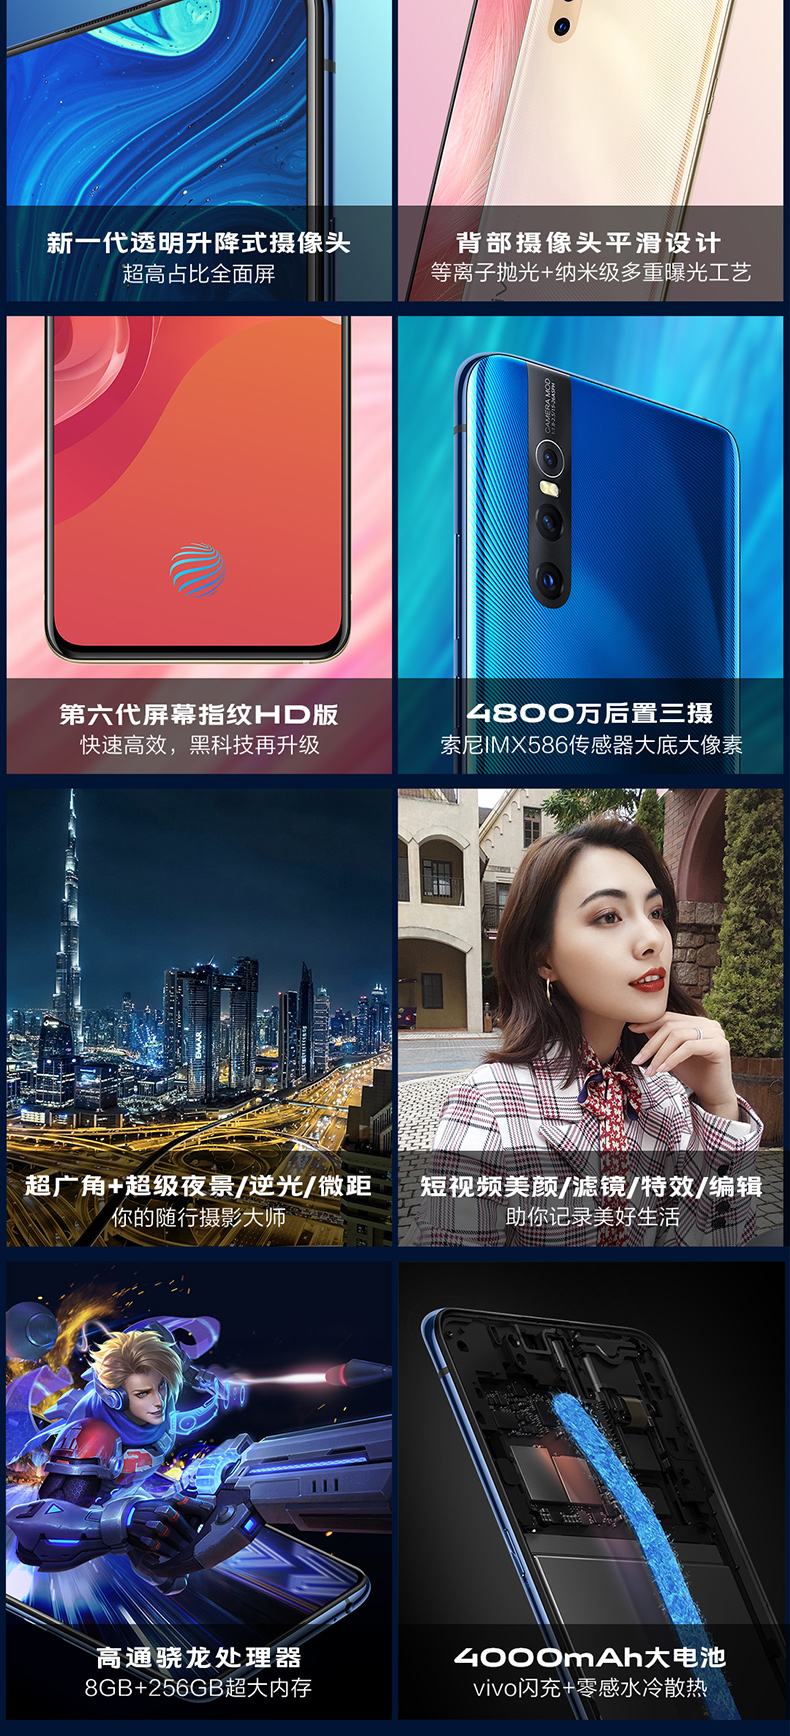 新一代透明升降式摄像头
超高占比全面屏
背部摄像头平滑设计
等离子抛光+纳米级多重曝光工艺
第六代屏幕指纹HD版
快速高效，黑科技再升级
CAMERA MOD
4800万后置三摄
索尼IMX586传感器大底大像素
EMAAR
超广角+超级夜景/逆光/微距
你的随行摄影大师
短视频美颜/滤镜/特效/编辑
助你记录美好生活
高通骁龙处理器
8GB+256GB超大内存
4000mAh大电池
vivo闪充+零感水冷散热